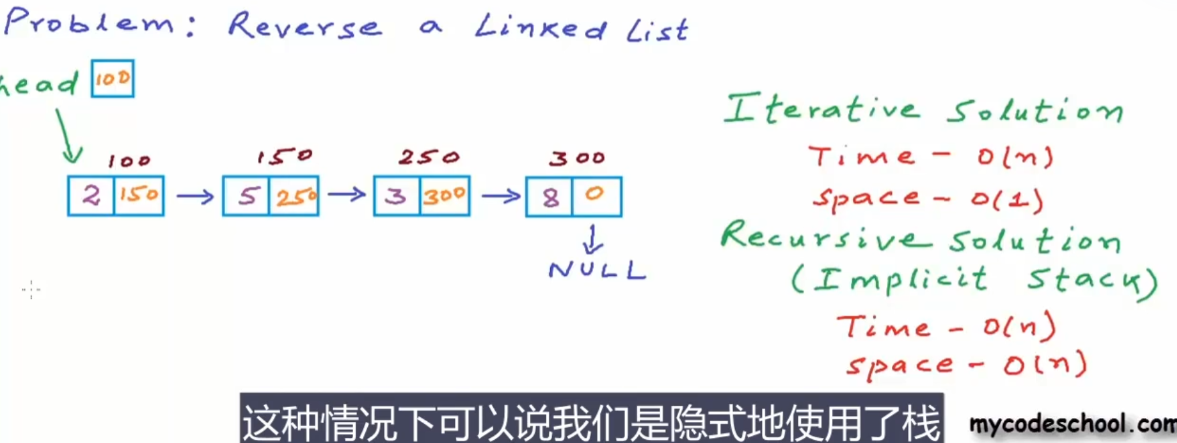 Problem: Reverse a Linked List
head 100
100 150 250 300
2 150 5 250 3 300 8 0
NULL
Iterative Solution
Time - O(n)
Space - O(1)
Recursive Solution
(Implicit Stack)
Time - O(n)
Space - O(n)
这种情况下可以说我们是隐式地使用了栈
mycodeschool.com